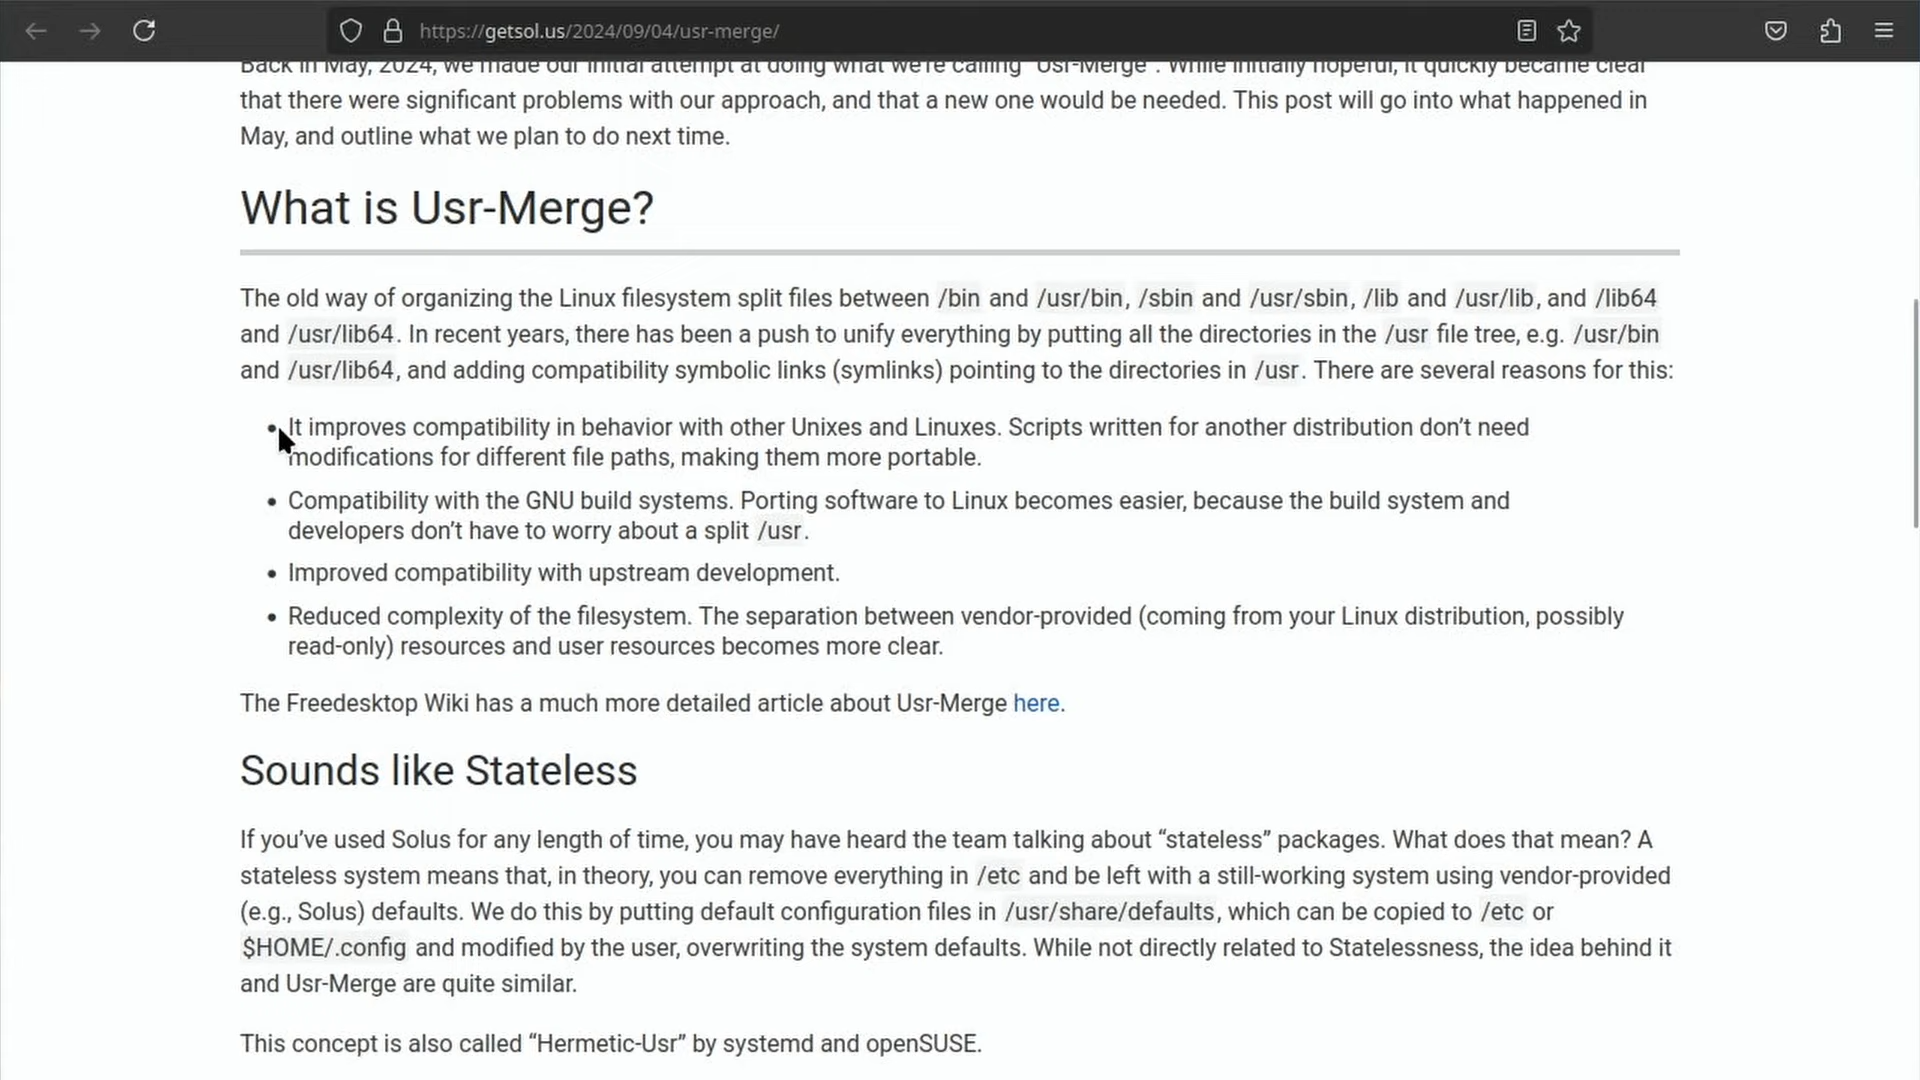 https://getsol.us/2024/09/04/usr-merge/
Back in May, 2024, we made our initial attempt at doing what we’re calling “Usr-Merge”. While initially hopeful, it quickly became clear
that there were significant problems with our approach, and that a new one would be needed. This post will go into what happened in
May, and outline what we plan to do next time.
What is Usr-Merge?
The old way of organizing the Linux filesystem split files between /bin and /usr/bin, /sbin and /usr/sbin, /lib and /usr/lib, and /lib64
and /usr/lib64. In recent years, there has been a push to unify everything by putting all the directories in the /usr file tree, e.g. /usr/bin
and /usr/lib64, and adding compatibility symbolic links (symlinks) pointing to the directories in /usr. There are several reasons for this:
• It improves compatibility in behavior with other Unixes and Linuxes. Scripts written for another distribution don’t need
modifications for different file paths, making them more portable.
• Compatibility with the GNU build systems. Porting software to Linux becomes easier, because the build system and
developers don’t have to worry about a split /usr.
• Improved compatibility with upstream development.
• Reduced complexity of the filesystem. The separation between vendor-provided (coming from your Linux distribution, possibly
read-only) resources and user resources becomes more clear.
The Freedesktop Wiki has a much more detailed article about Usr-Merge here.
Sounds like Stateless
If you’ve used Solus for any length of time, you may have heard the team talking about “stateless” packages. What does that mean? A
stateless system means that, in theory, you can remove everything in /etc and be left with a still-working system using vendor-provided
(e.g., Solus) defaults. We do this by putting default configuration files in /usr/share/defaults, which can be copied to /etc or
$HOME/.config and modified by the user, overwriting the system defaults. While not directly related to Statelessness, the idea behind it
and Usr-Merge are quite similar.
This concept is also called “Hermetic-Usr” by systemd and openSUSE.